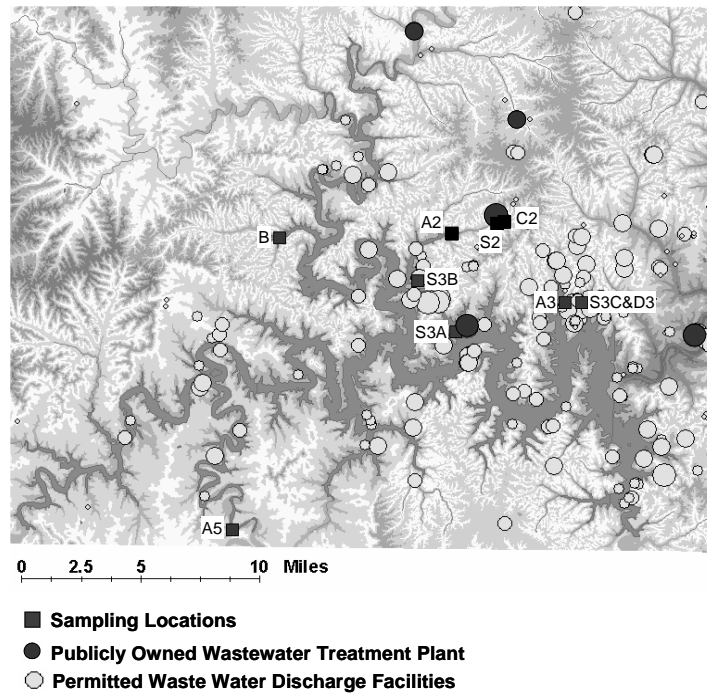 C2
A2
S2
B
S3B
A3
S3C&D3
S3A
A5
0 2.5 5 10 Miles
Sampling Locations
Publicly Owned Wastewater Treatment Plant
Permitted Waste Water Discharge Facilities